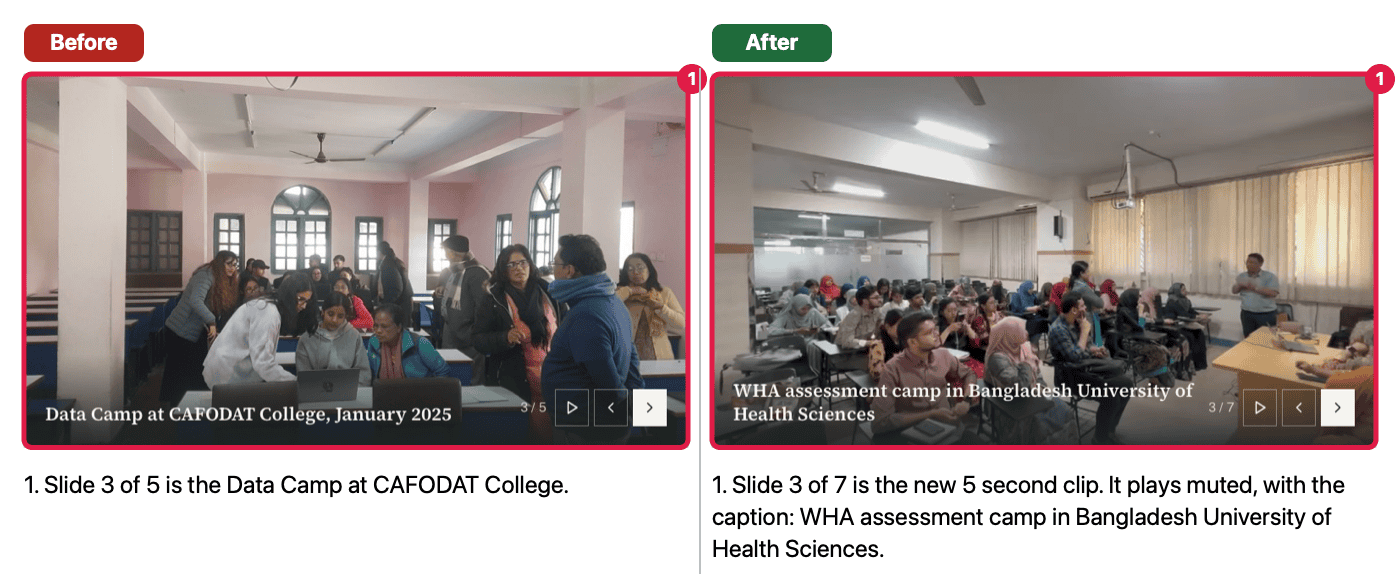 Before
1
Data Camp at CAFODAT College, January 2025
3 / 5
1. Slide 3 of 5 is the Data Camp at CAFODAT College.
After
1
WHA assessment camp in Bangladesh University of
Health Sciences
3 / 7
1. Slide 3 of 7 is the new 5 second clip. It plays muted, with the
caption: WHA assessment camp in Bangladesh University of
Health Sciences.